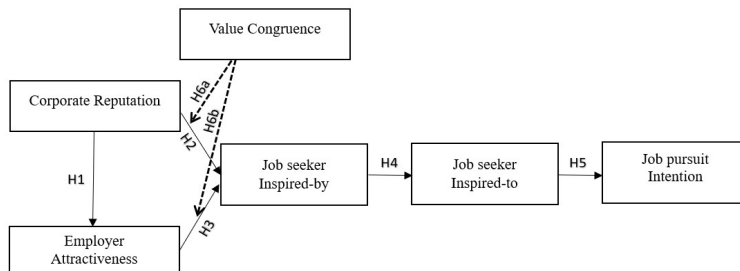 Value Congruence
Corporate Reputation
H6a
H6b
H2
H1
Job seeker
Inspired-by
H4
Job seeker
Inspired-to
H5
Job pursuit
Intention
H3
Employer
Attractiveness